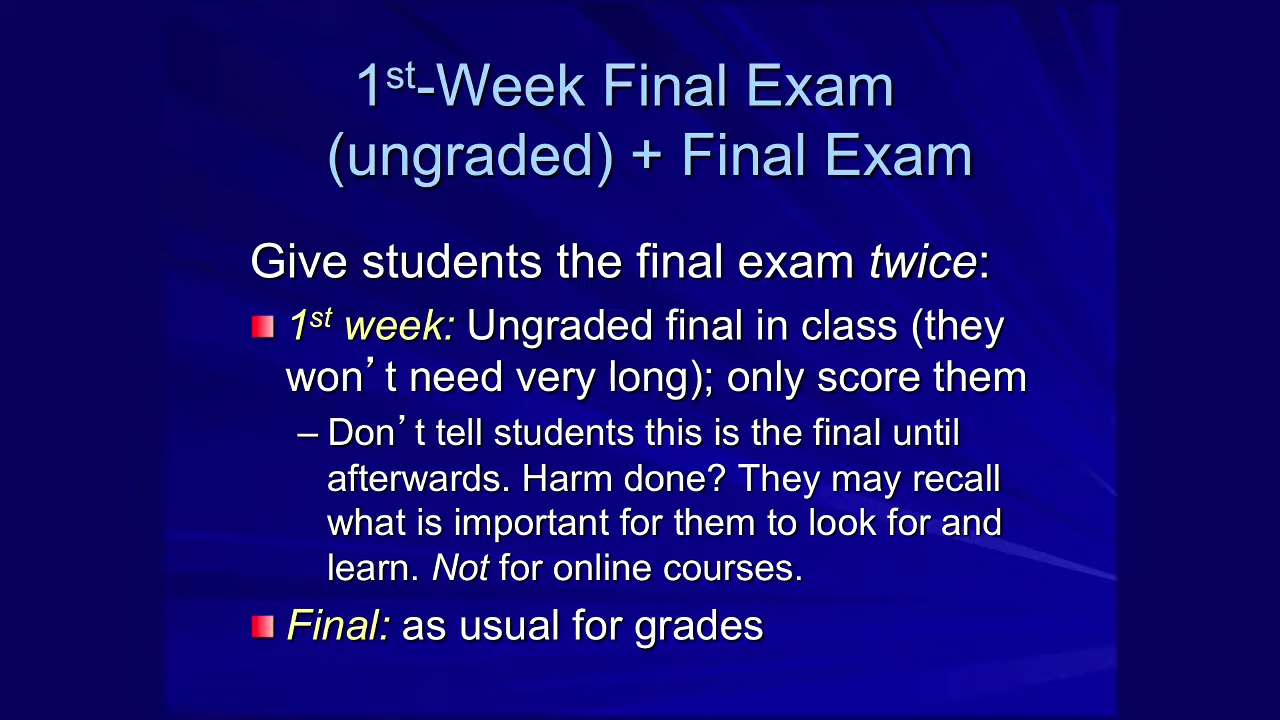 1st-Week Final Exam
(ungraded) + Final Exam
Give students the final exam twice:
1st week: Ungraded final in class (they
won’t need very long); only score them
– Don’t tell students this is the final until
afterwards. Harm done? They may recall
what is important for them to look for and
learn. Not for online courses.
Final: as usual for grades